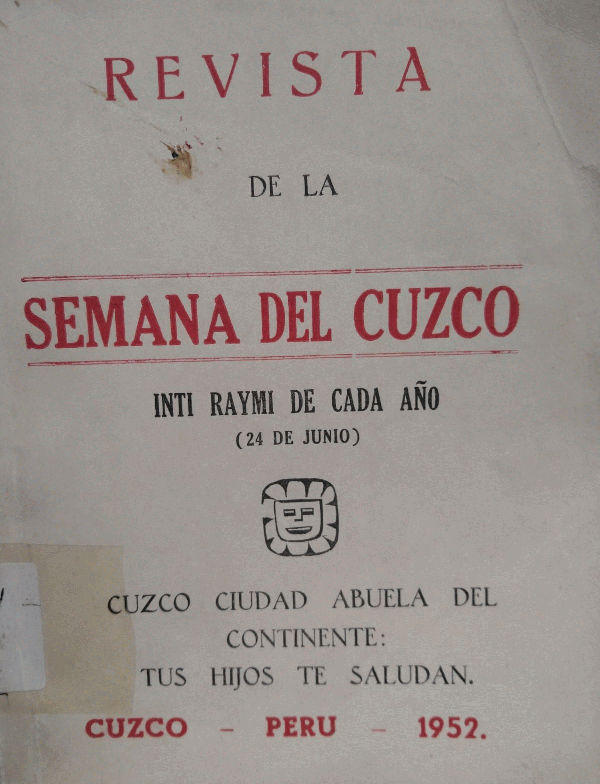 REVISTA
DE LA
SEMANA DEL CUZCO
INTI RAYMI DE CADA AÑO
(24 DE JUNIO)
CUZCO CIUDAD ABUELA DEL
CONTINENTE:
TUS HIJOS TE SALUDAN.
CUZCO – PERU – 1952.